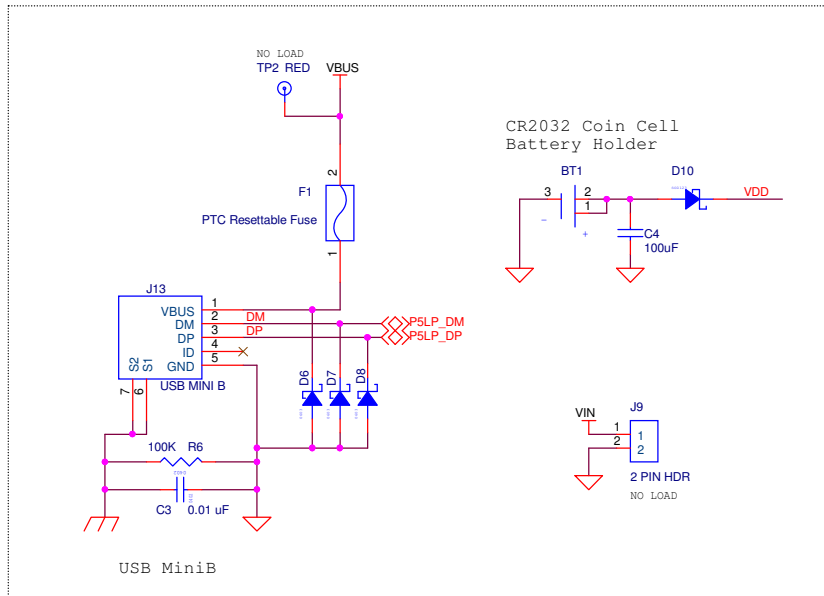 NO LOAD
TP2 RED
VBUS
2
F1
PTC Resettable Fuse
1
CR2032 Coin Cell
Battery Holder
BT1
D10
3
2
1
VDD
-
+
C4
100uF
J13
VBUS
1
DM
2
DM
P5LP_DM
DP
3
DP
P5LP_DP
ID
4
GND
5
S2
S1
USB MINI B
7
6
D6
D7
D8
100K
R6
C3
0.01 uF
VIN
J9
1
1
2
2
2 PIN HDR
NO LOAD
USB MiniB